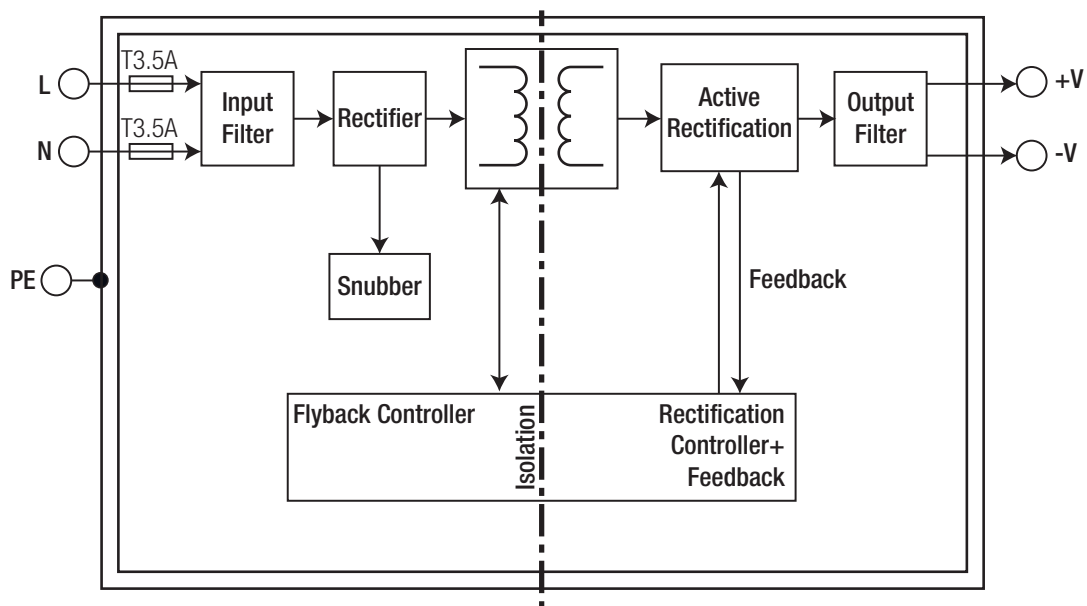 T3.5A
L
Input
Filter
Rectifier
Active
Rectification
Output
Filter
+V
T3.5A
N
-V
Snubber
PE
Feedback
Flyback Controller
Isolation
Rectification
Controller+
Feedback